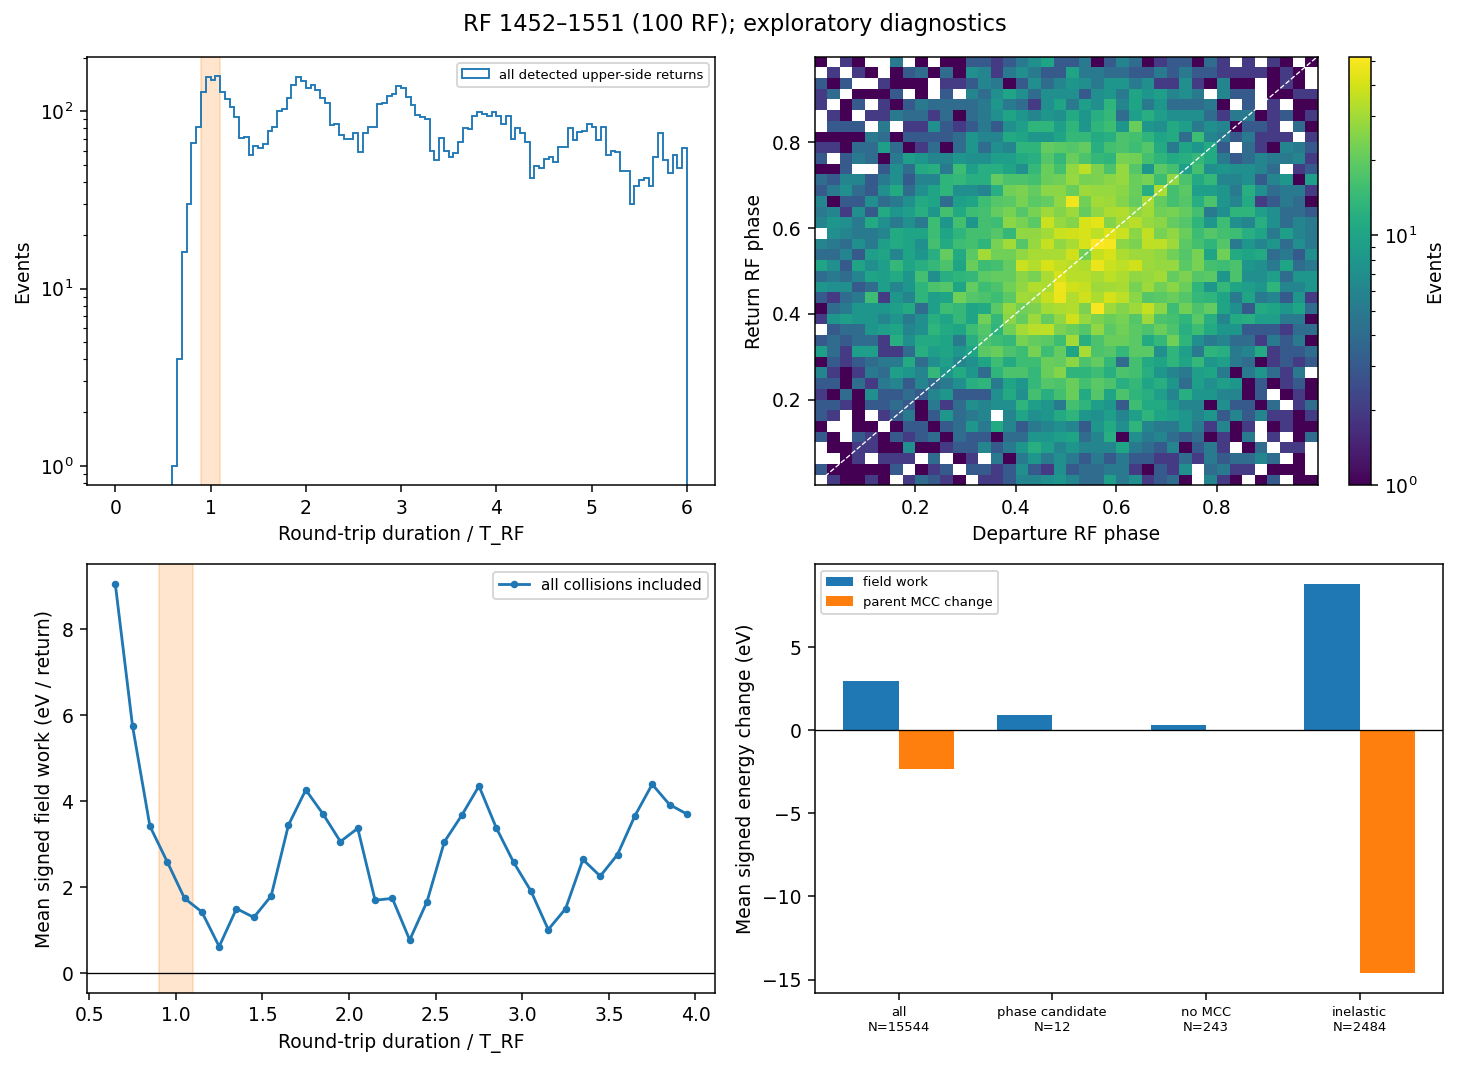 RF 1452–1551 (100 RF); exploratory diagnostics
all detected upper-side returns
Events
10²
10¹
10⁰
0 1 2 3 4 5 6
Round-trip duration / T_RF
Return RF phase
0.8
0.6
0.4
0.2
0.2 0.4 0.6 0.8
Departure RF phase
10¹
10⁰
Events
all collisions included
Mean signed field work (eV / return)
8
6
4
2
0
0.5 1.0 1.5 2.0 2.5 3.0 3.5 4.0
Round-trip duration / T_RF
field work
parent MCC change
Mean signed energy change (eV)
5
0
−5
−10
−15
all phase candidate no MCC inelastic
N=15544 N=12 N=243 N=2484